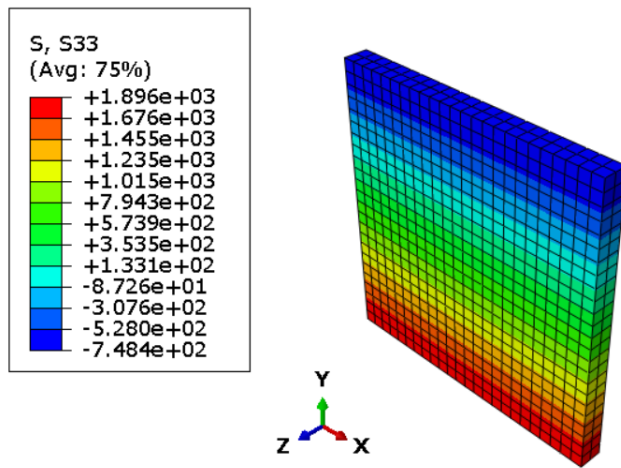 S, S33
(Avg: 75%)
+1.896e+03
+1.676e+03
+1.455e+03
+1.235e+03
+1.015e+03
+7.943e+02
+5.739e+02
+3.535e+02
+1.331e+02
-8.726e+01
-3.076e+02
-5.280e+02
-7.484e+02
Y
Z
X